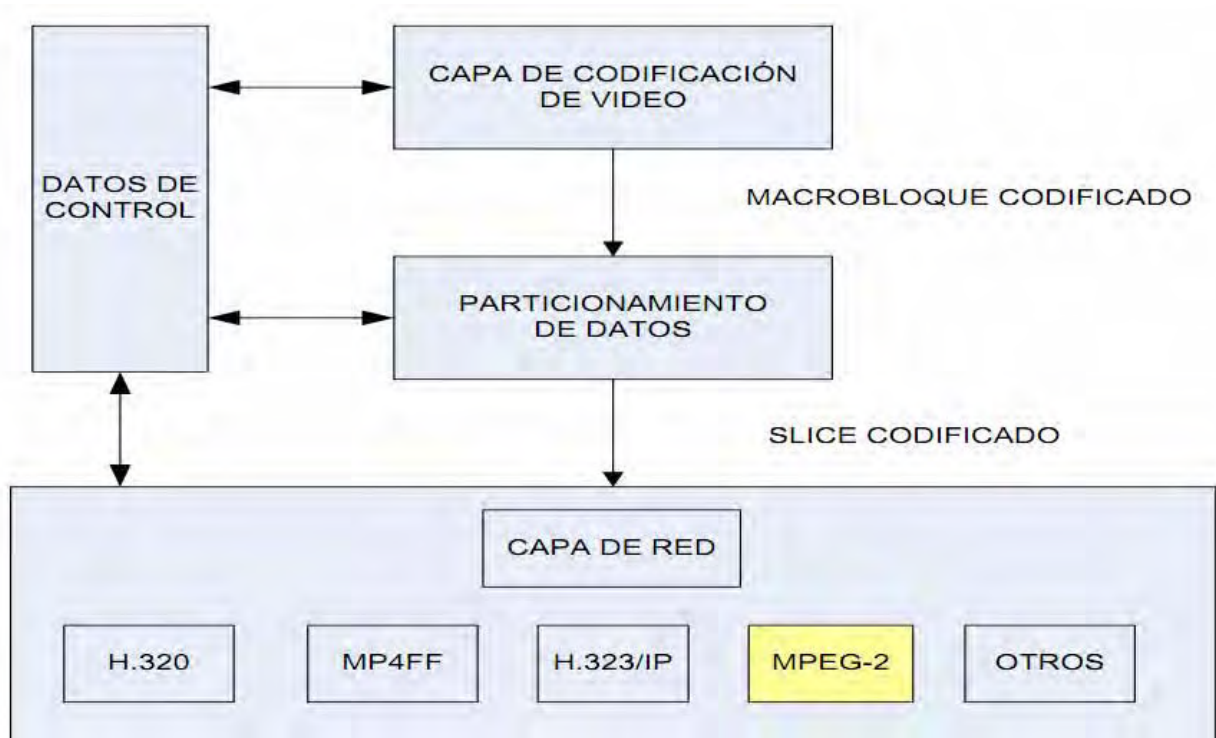 CAPA DE CODIFICACIÓN
DE VIDEO
DATOS DE
CONTROL
MACROBLOQUE CODIFICADO
PARTICIONAMIENTO
DE DATOS
SLICE CODIFICADO
CAPA DE RED
H.320
MP4FF
H.323/IP
MPEG-2
OTROS